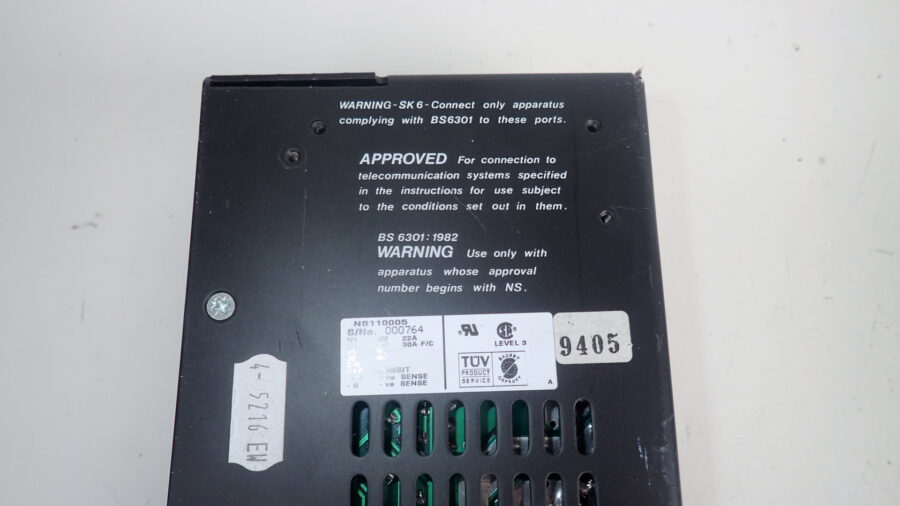 WARNING-SK6-Connect only apparatus
complying with BS6301 to these ports.
APPROVED For connection to
telecommunication systems specified
in the instructions for use subject
to the conditions set out in them.
BS 6301:1982
WARNING Use only with
apparatus whose approval
number begins with NS.
NS110005
S/No. 000764
22A
30A-F/C
SENSE
SENSE
LEVEL 3
TÜV
PRODUCT
SERVICE
BAUART
GEPRÜFT
A
9405
4-5216 EW